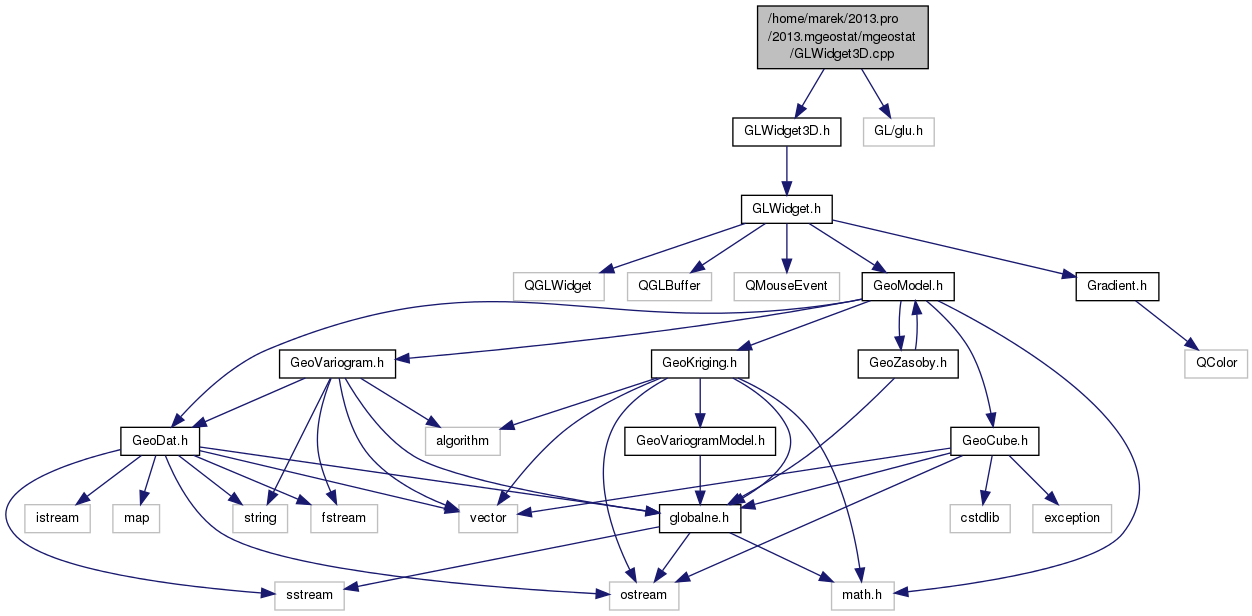 /home/marek/2013.pro
/2013.mgeostat/mgeostat
/GLWidget3D.cpp
GLWidget3D.h
GL/glu.h
GLWidget.h
QGLWidget
QGLBuffer
QMouseEvent
GeoModel.h
Gradient.h
GeoVariogram.h
GeoKriging.h
GeoZasoby.h
QColor
GeoDat.h
algorithm
GeoVariogramModel.h
GeoCube.h
istream
map
string
fstream
vector
globalne.h
cstdlib
exception
sstream
ostream
math.h